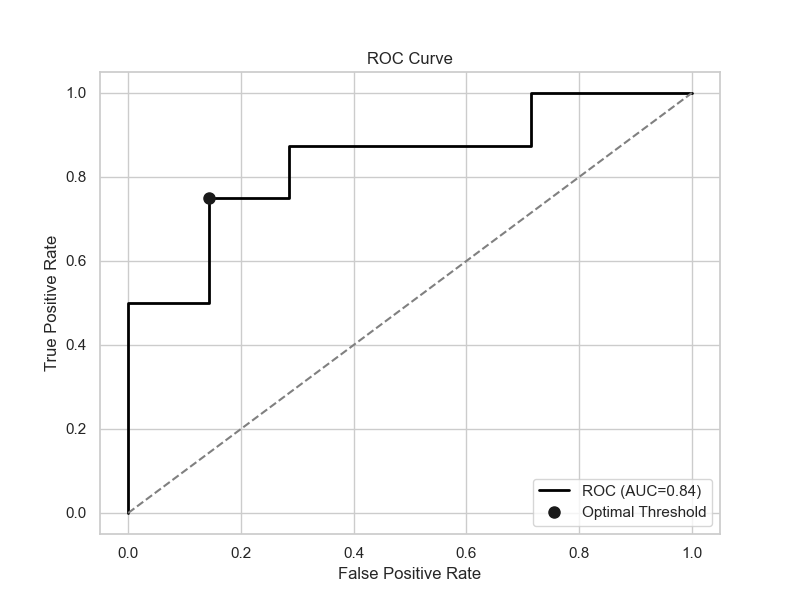 ROC Curve
True Positive Rate
1.0
0.8
0.6
0.4
0.2
0.0
0.0 0.2 0.4 0.6 0.8 1.0
False Positive Rate
ROC (AUC=0.84)
Optimal Threshold